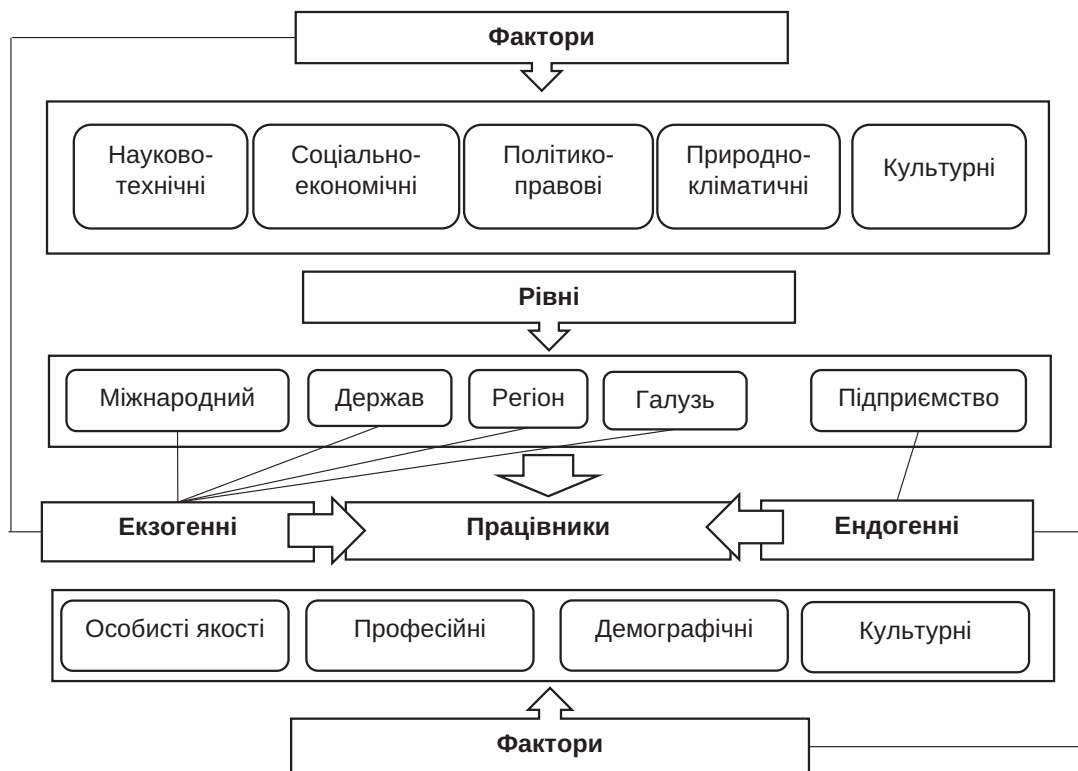 Фактори
Науково-
технічні
Соціально-
економічні
Політико-
правові
Природно-
кліматичні
Культурні
Рівні
Міжнародний
Держав
Регіон
Галузь
Підприємство
Екзогенні
Працівники
Ендогенні
Особисті якості
Професійні
Демографічні
Культурні
Фактори